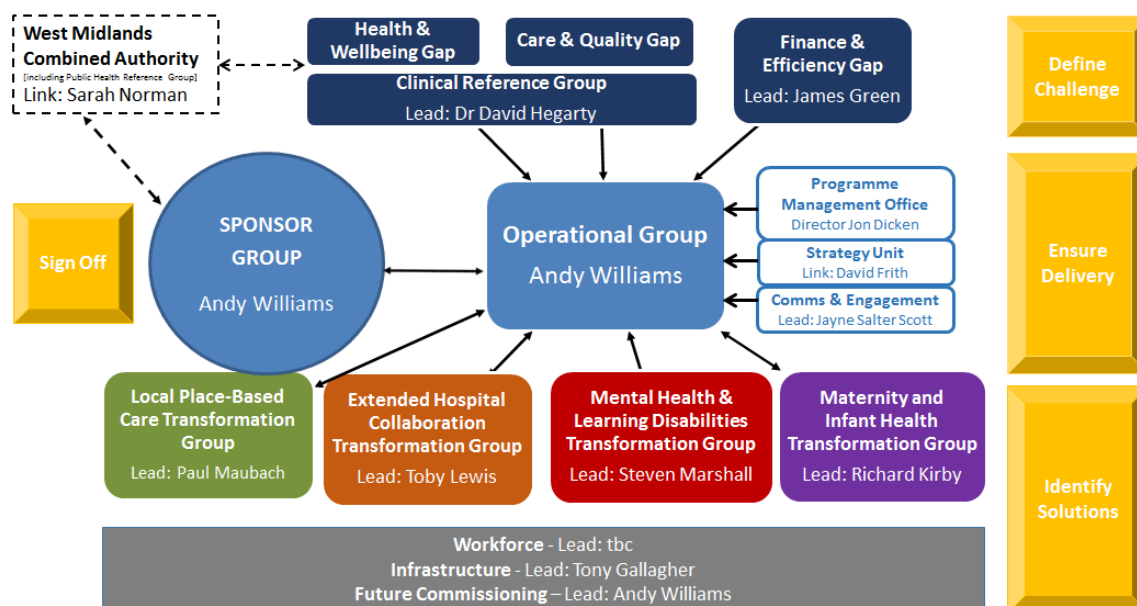 West Midlands
Combined Authority
[including Public Health Reference Group]
Link: Sarah Norman
Health &
Wellbeing Gap
Care & Quality Gap
Clinical Reference Group
Lead: Dr David Hegarty
Finance &
Efficiency Gap
Lead: James Green
Define
Challenge
Sign Off
SPONSOR
GROUP
Andy Williams
Operational Group
Andy Williams
Programme
Management Office
Director Jon Dicken
Strategy Unit
Link: David Frith
Comms & Engagement
Lead: Jayne Salter Scott
Ensure
Delivery
Local Place-Based
Care Transformation
Group
Lead: Paul Maubach
Extended Hospital
Collaboration
Transformation Group
Lead: Toby Lewis
Mental Health &
Learning Disabilities
Transformation Group
Lead: Steven Marshall
Maternity and
Infant Health
Transformation Group
Lead: Richard Kirby
Identify
Solutions
Workforce - Lead: tbc
Infrastructure - Lead: Tony Gallagher
Future Commissioning – Lead: Andy Williams